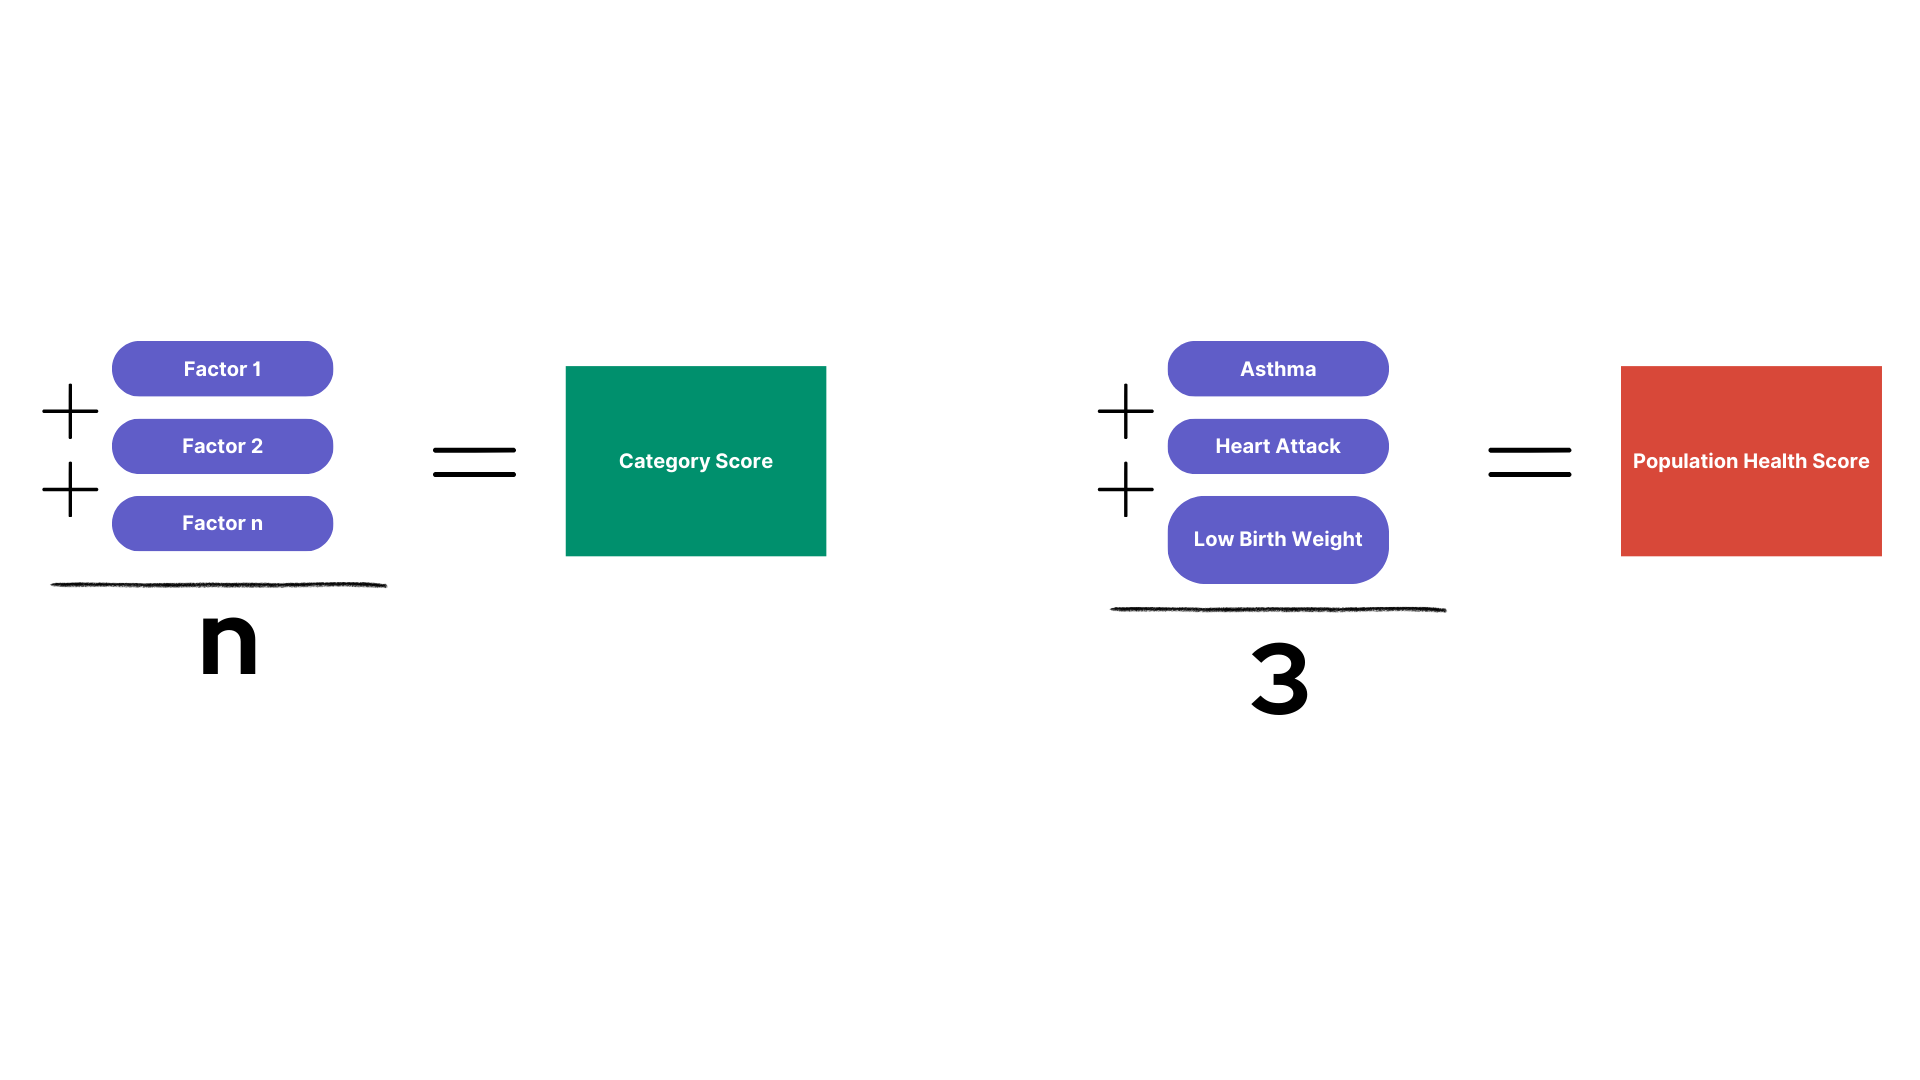 Factor 1
Factor 2
Factor n
n
Category Score
Asthma
Heart Attack
Low Birth Weight
3
Population Health Score